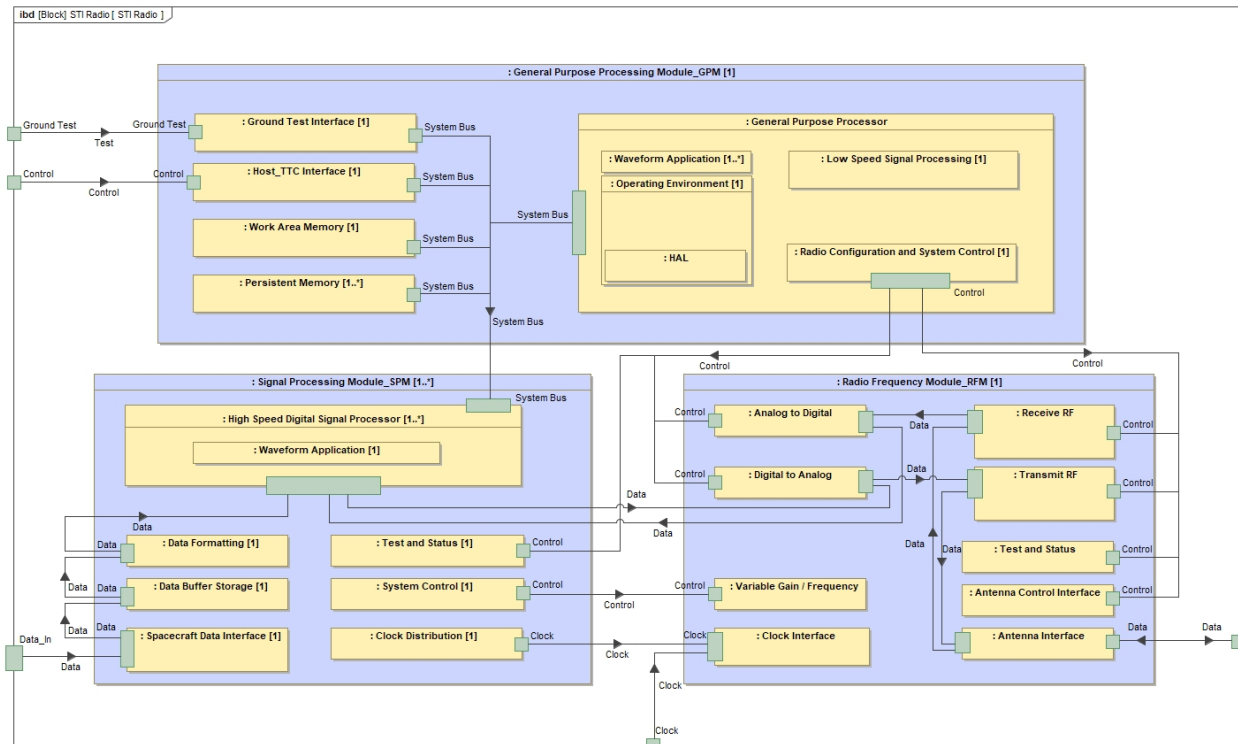 ibd [Block] STI Radio [ STI Radio ]
: General Purpose Processing Module_GPM [1]
Ground Test
Test
Ground Test
: Ground Test Interface [1]
System Bus
Control
Control
Control
: Host_TTC Interface [1]
System Bus
: Work Area Memory [1]
System Bus
: Persistent Memory [1..*]
System Bus
System Bus
System Bus
: General Purpose Processor
: Waveform Application [1..*]
: Operating Environment [1]
: HAL
: Low Speed Signal Processing [1]
: Radio Configuration and System Control [1]
Control
Control
Control
: Signal Processing Module_SPM [1..*]
System Bus
: High Speed Digital Signal Processor [1..*]
: Waveform Application [1]
Data
Data
Data
Data
: Data Formatting [1]
Data
Data
: Data Buffer Storage [1]
Data
Data
: Spacecraft Data Interface [1]
Data_In
Data
: Test and Status [1]
Control
: System Control [1]
Control
Control
: Clock Distribution [1]
Clock
Clock
: Radio Frequency Module_RFM [1]
Control
: Analog to Digital
Data
: Receive RF
Control
Control
: Digital to Analog
Data
: Transmit RF
Control
Data
Data
: Test and Status
Control
Control
: Variable Gain / Frequency
: Antenna Control Interface
Control
Clock
: Clock Interface
: Antenna Interface
Data
Data
Clock
Clock